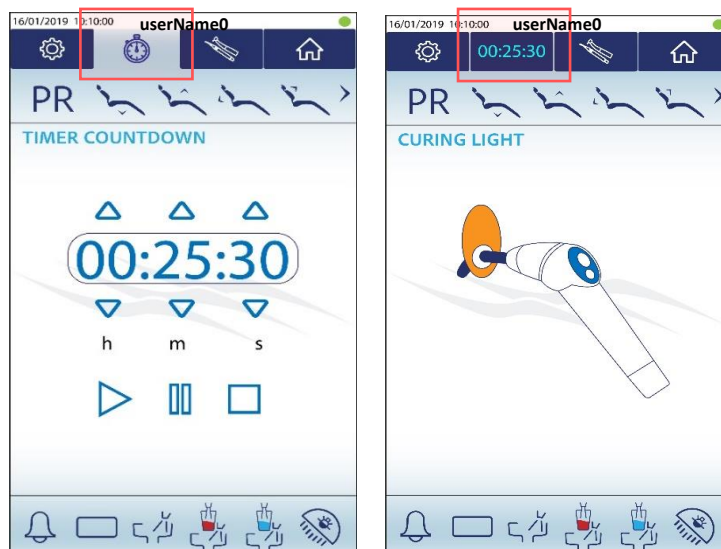 16/01/2019 10:10:00 userName0
PR
TIMER COUNTDOWN
00:25:30
h m s
16/01/2019 10:10:00 userName0
00:25:30
PR
CURING LIGHT